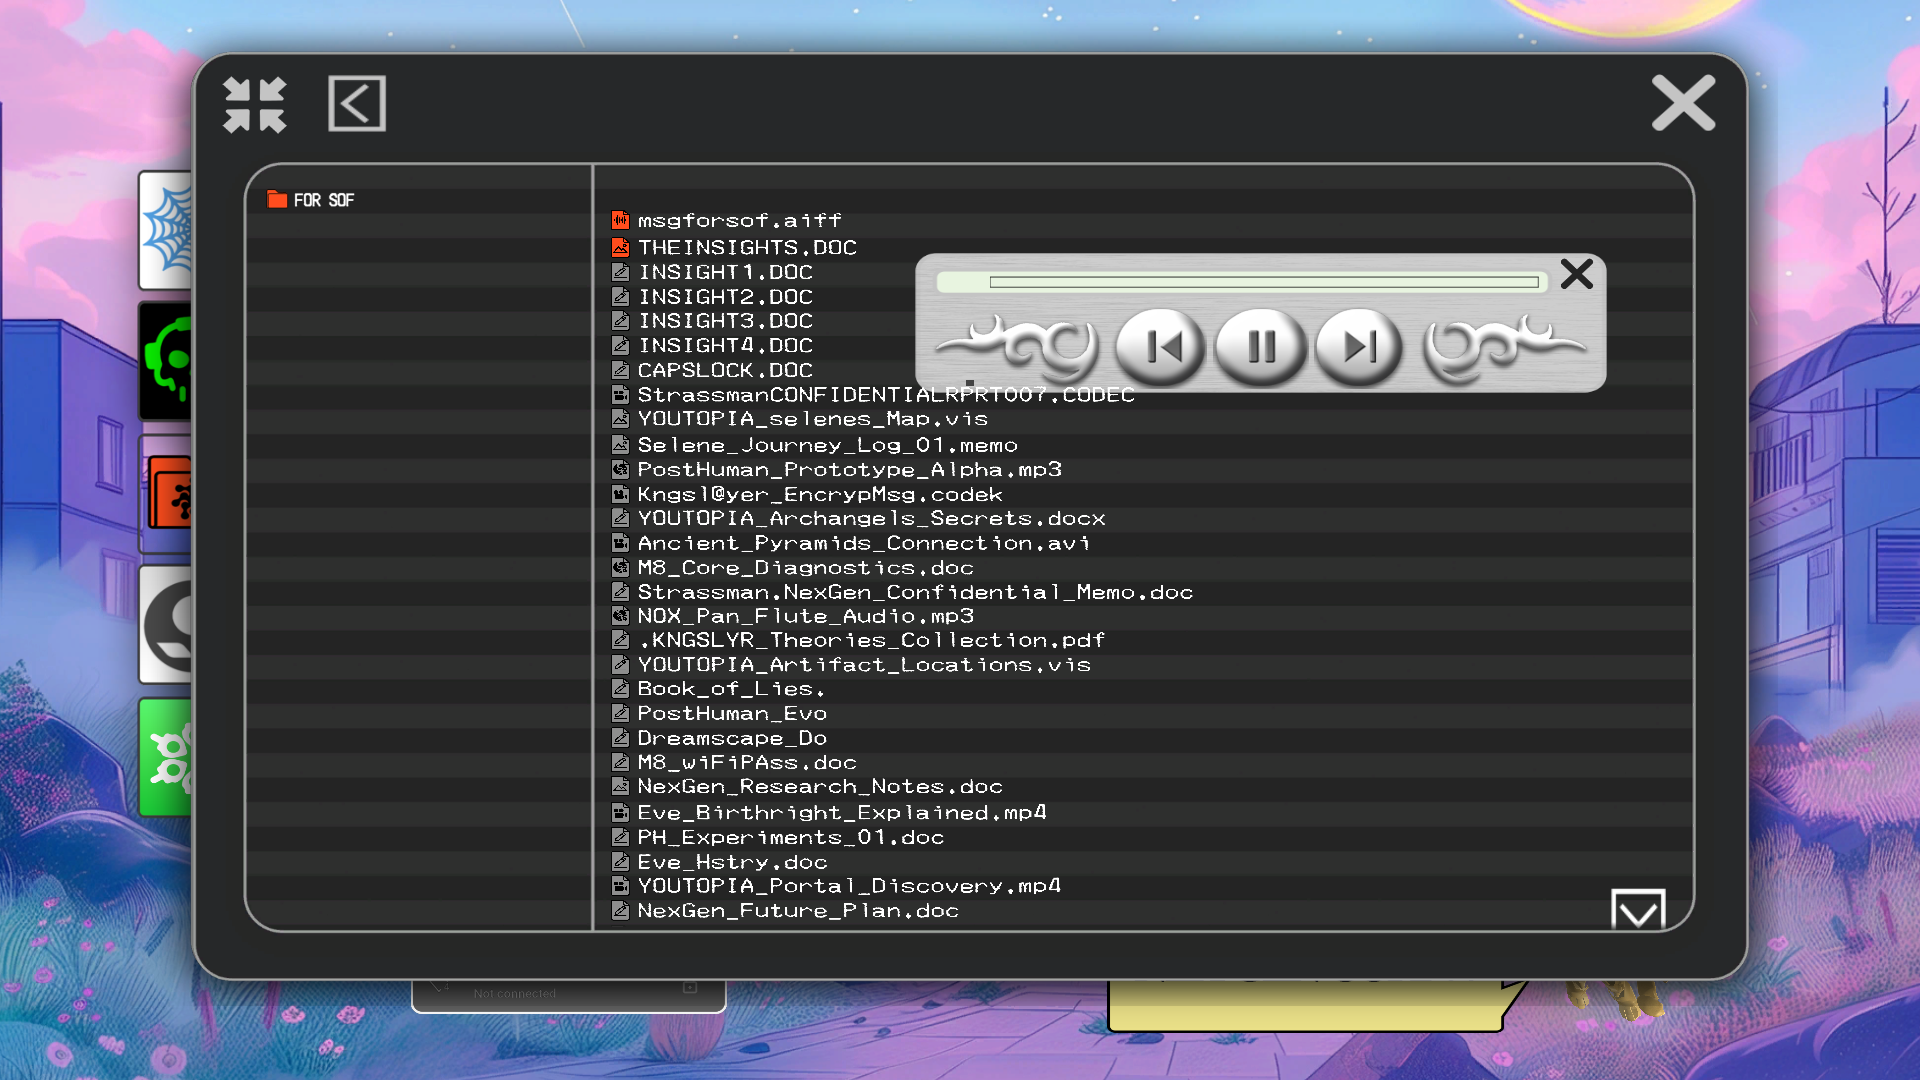 FOR SOF
msgforsof.aiff
THEINSIGHTS.DOC
INSIGHT1.DOC
INSIGHT2.DOC
INSIGHT3.DOC
INSIGHT4.DOC
CAPSLOCK.DOC
StrassmanCONFIDENTIALRPRT007.CODEC
YOUTOPIA_selenes_Map.vis
Selene_Journey_Log_01.memo
PostHuman_Prototype_Alpha.mp3
Kngsl@yer_EncrypMsg.codek
YOUTOPIA_Archangels_Secrets.docx
Ancient_Pyramids_Connection.avi
M8_Core_Diagnostics.doc
Strassman.NexGen_Confidential_Memo.doc
NOX_Pan_Flute_Audio.mp3
.KNGSLYR_Theories_Collection.pdf
YOUTOPIA_Artifact_Locations.vis
Book_of_Lies.
PostHuman_Evo
Dreamscape_Do
M8_wiFiPAss.doc
NexGen_Research_Notes.doc
Eve_Birthright_Explained.mp4
PH_Experiments_01.doc
Eve_Hstry.doc
YOUTOPIA_Portal_Discovery.mp4
NexGen_Future_Plan.doc
Not connected